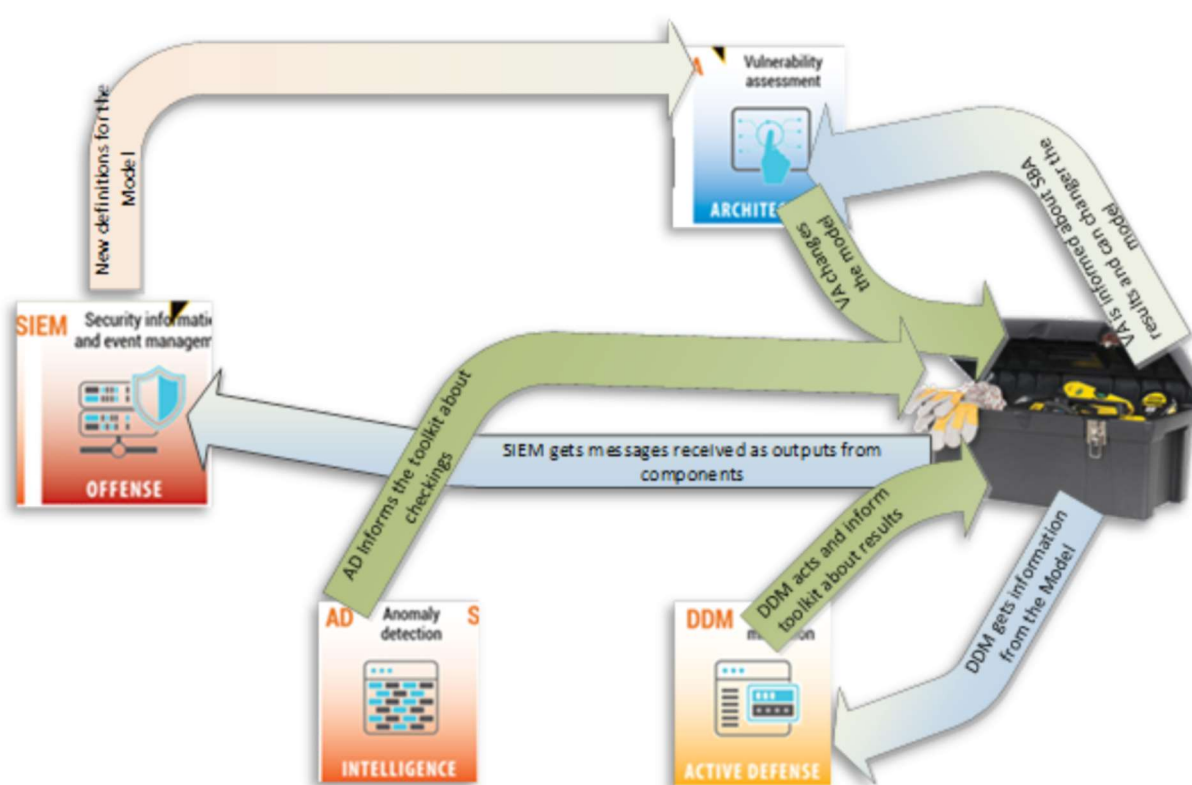 New definitions for the
Model
A
Vulnerability
assessment
ARCHITEC
VA is informed about SBA
results and can changer the
model
VA changes
the model
SIEM
Security informati
and event managem
OFFENSE
SIEM gets messages received as outputs from
components
AD Informs the toolkit about
checkings
DDM acts and inform
toolkit about results
DDM gets information
from the Model
AD
Anomaly
detection
S
INTELLIGENCE
DDM
ACTIVE DEFENSE